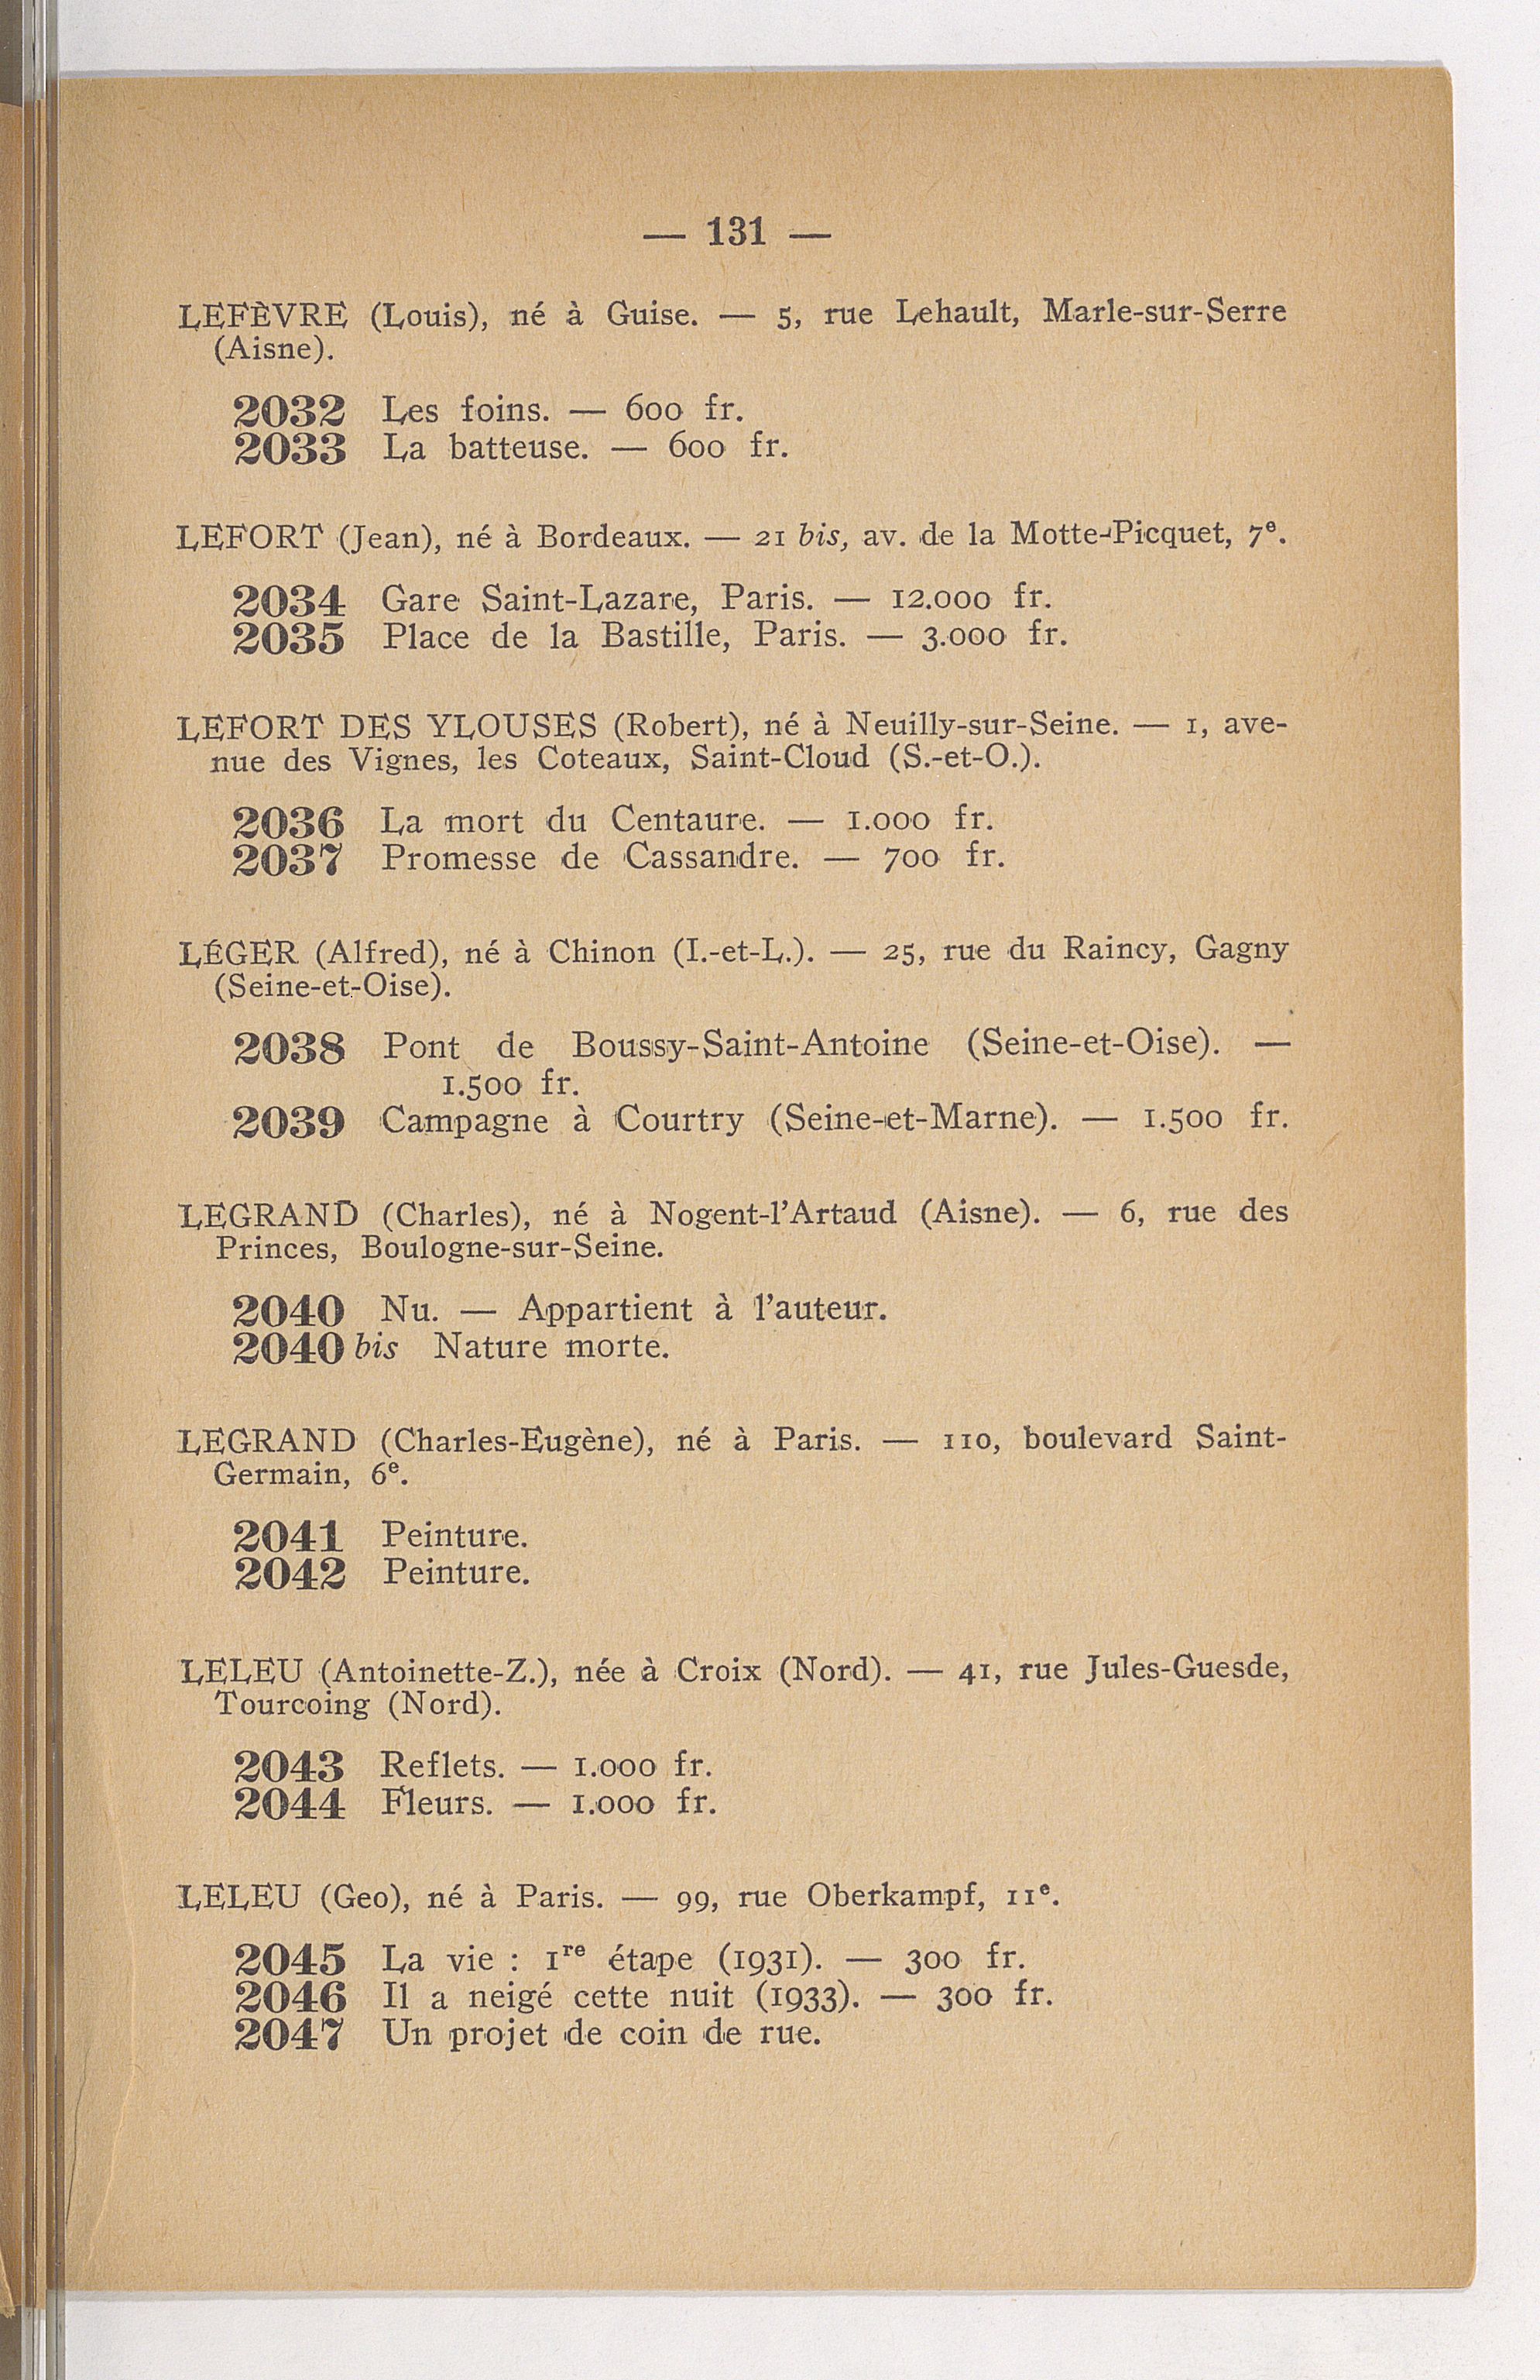 — 131 —
LEFÈVRE (Louis), né à Guise. — 5, rue Lehault, Marle-sur-Serre
(Aisne).
2032 Les foins. — 600 fr.
2033 La batteuse. — 600 fr.
LEFORT (Jean), né à Bordeaux. — 21 bis, av. de la Motte-Picquet, 7e.
2034 Gare Saint-Lazare, Paris. — 12.000 fr.
2035 Place de la Bastille, Paris. — 3.000 fr.
LEFORT DES YLOUSES (Robert), né à Neuilly-sur-Seine. — 1, ave-
nue des Vignes, les Coteaux, Saint-Cloud (S.-et-O.).
2036 La mort du Centaure. — 1.000 fr.
2037 Promesse de Cassandre. — 700 fr.
LÉGER (Alfred), né à Chinon (I.-et-L.). — 25, rue du Raincy, Gagny
(Seine-et-Oise).
2038 Pont de Boussy-Saint-Antoine (Seine-et-Oise). —
1.500 fr.
2039 Campagne à Courtry (Seine-et-Marne). — 1.500 fr.
LEGRAND (Charles), né à Nogent-l'Artaud (Aisne). — 6, rue des
Princes, Boulogne-sur-Seine.
2040 Nu. — Appartient à l'auteur.
2040 bis Nature morte.
LEGRAND (Charles-Eugène), né à Paris. — 110, boulevard Saint-
Germain, 6e.
2041 Peinture.
2042 Peinture.
LELEU (Antoinette-Z.), née à Croix (Nord). — 41, rue Jules-Guesde,
Tourcoing (Nord).
2043 Reflets. — 1.000 fr.
2044 Fleurs. — 1.000 fr.
LELEU (Geo), né à Paris. — 99, rue Oberkampf, 11e.
2045 La vie : 1re étape (1931). — 300 fr.
2046 Il a neigé cette nuit (1933). — 300 fr.
2047 Un projet de coin de rue.